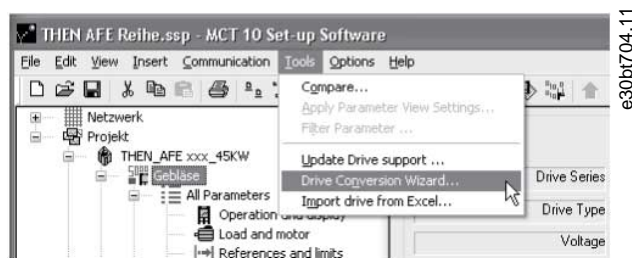 THEN AFE Reihe.ssp - MCT 10 Set-up Software
File Edit View Insert Communication Tools Options Help
Compare...
Apply Parameter View Settings...
Filter Parameter ...
Update Drive support ...
Drive Conversion Wizard...
Import drive from Excel...
Netzwerk
Projekt
THEN_AFE xxx_45KW
Gebläse
All Parameters
Operation and display
Load and motor
References and limits
Drive Series
Drive Type
Voltage
e30bt704.11